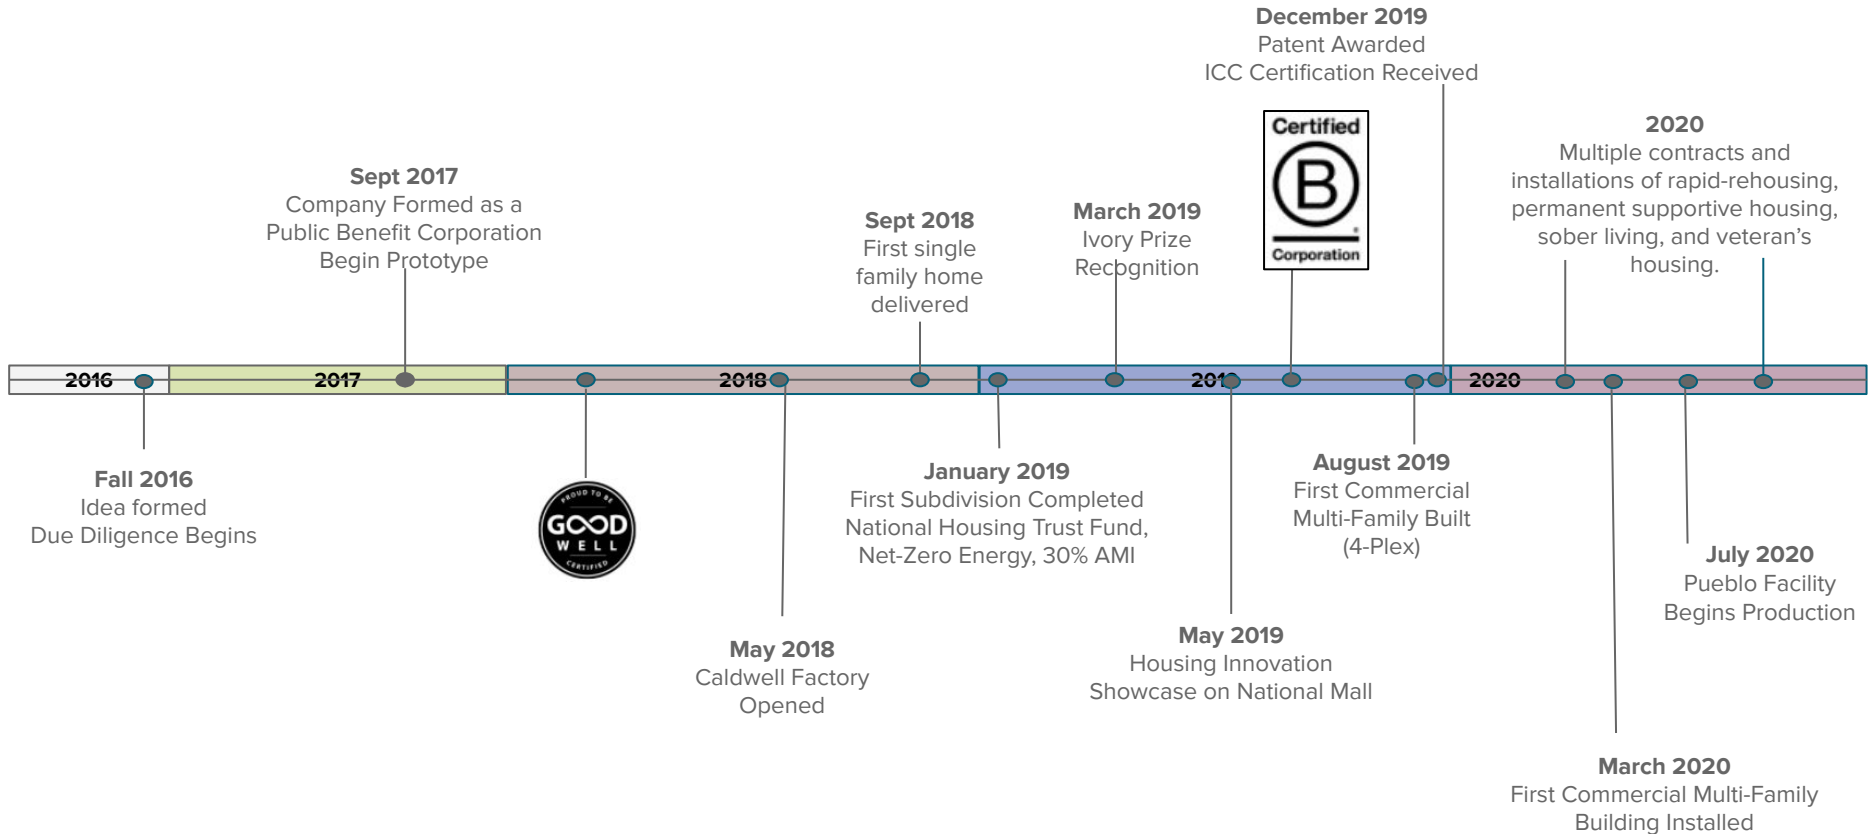 December 2019
Patent Awarded
ICC Certification Received
Certified
B
Corporation
2020
Multiple contracts and
installations of rapid-rehousing,
permanent supportive housing,
sober living, and veteran's
housing.
Sept 2017
Company Formed as a
Public Benefit Corporation
Begin Prototype
Sept 2018
First single
family home
delivered
March 2019
Ivory Prize
Recognition
2016
2017
2018
2019
2020
Fall 2016
Idea formed
Due Diligence Begins
PROUD TO BE
GOOD
WELL
CERTIFIED
January 2019
First Subdivision Completed
National Housing Trust Fund,
Net-Zero Energy, 30% AMI
August 2019
First Commercial
Multi-Family Built
(4-Plex)
July 2020
Pueblo Facility
Begins Production
May 2018
Caldwell Factory
Opened
May 2019
Housing Innovation
Showcase on National Mall
March 2020
First Commercial Multi-Family
Building Installed